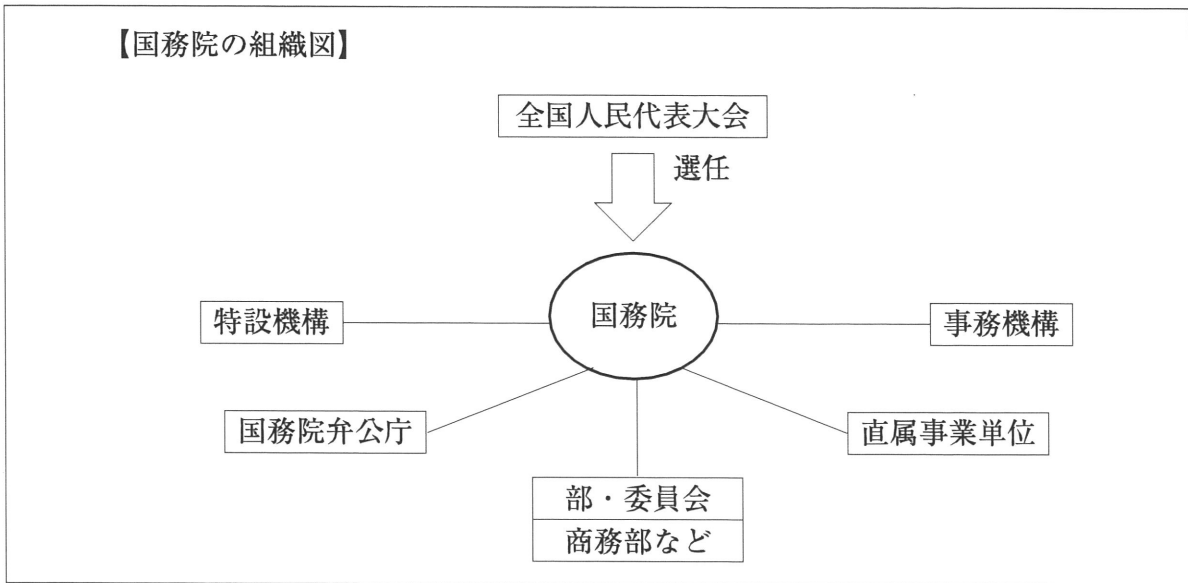 【国務院の組織図】
全国人民代表大会
選任
国務院
特設機構
事務機構
国務院弁公庁
直属事業単位
部・委員会
商務部など